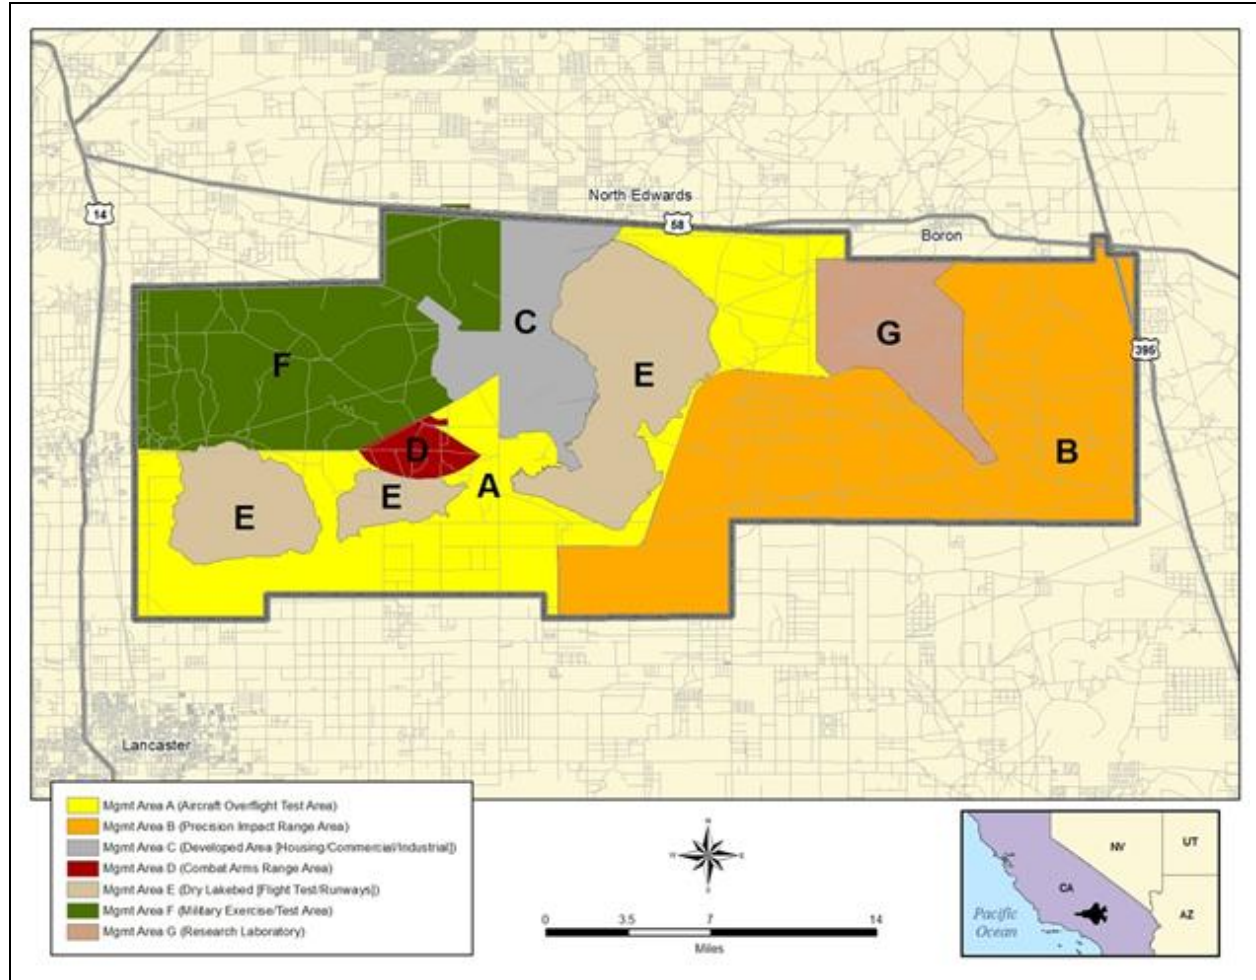 North Edwards
58
14
Boron
C
G
F
E
395
D
B
A
E
E
Lancaster
Mgmt Area A (Aircraft Overflight Test Area)
Mgmt Area B (Precision Impact Range Area)
Mgmt Area C (Developed Area [Housing/Commercial/Industrial])
Mgmt Area D (Combat Arms Range Area)
Mgmt Area E (Dry Lakebed [Flight Test/Runways])
Mgmt Area F (Military Exercise/Test Area)
Mgmt Area G (Research Laboratory)
N
W
E
S
0 3.5 7 14
Miles
NV
UT
CA
AZ
Pacific
Ocean